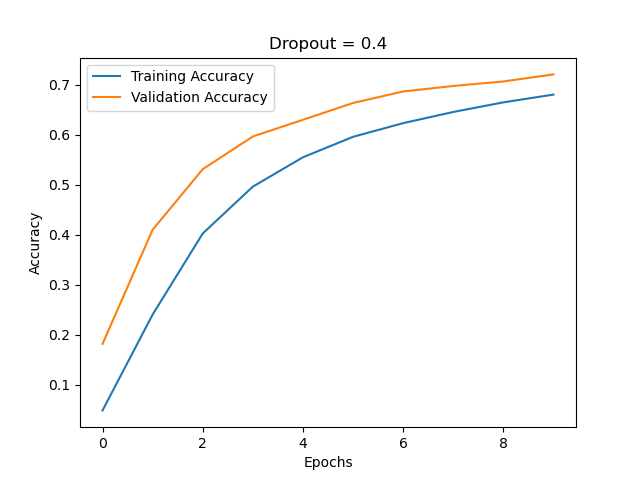 Dropout = 0.4
Training Accuracy
Validation Accuracy
0.7
0.6
0.5
0.4
0.3
0.2
0.1
Accuracy
0 2 4 6 8
Epochs